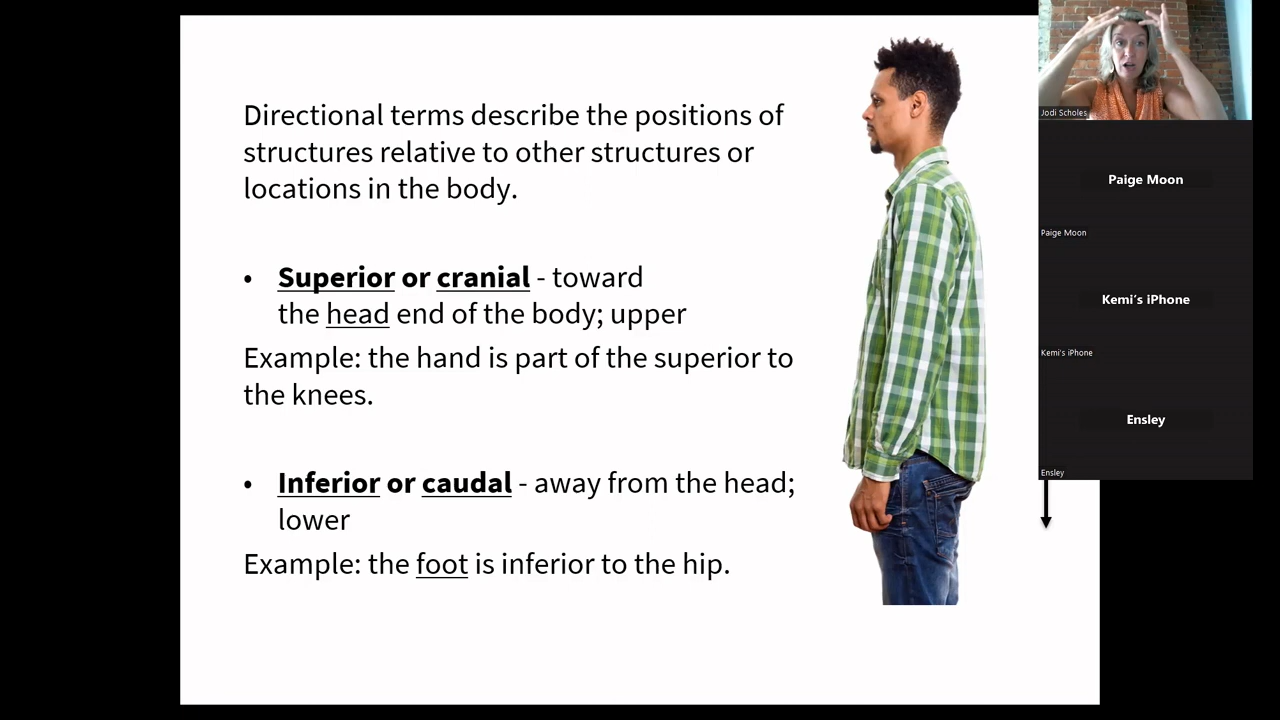 Directional terms describe the positions of
structures relative to other structures or
locations in the body.
• Superior or cranial - toward
the head end of the body; upper
Example: the hand is part of the superior to
the knees.
• Inferior or caudal - away from the head;
lower
Example: the foot is inferior to the hip.
Jodi Scholes
Paige Moon
Paige Moon
Kemi's iPhone
Kemi's iPhone
Ensley
Ensley